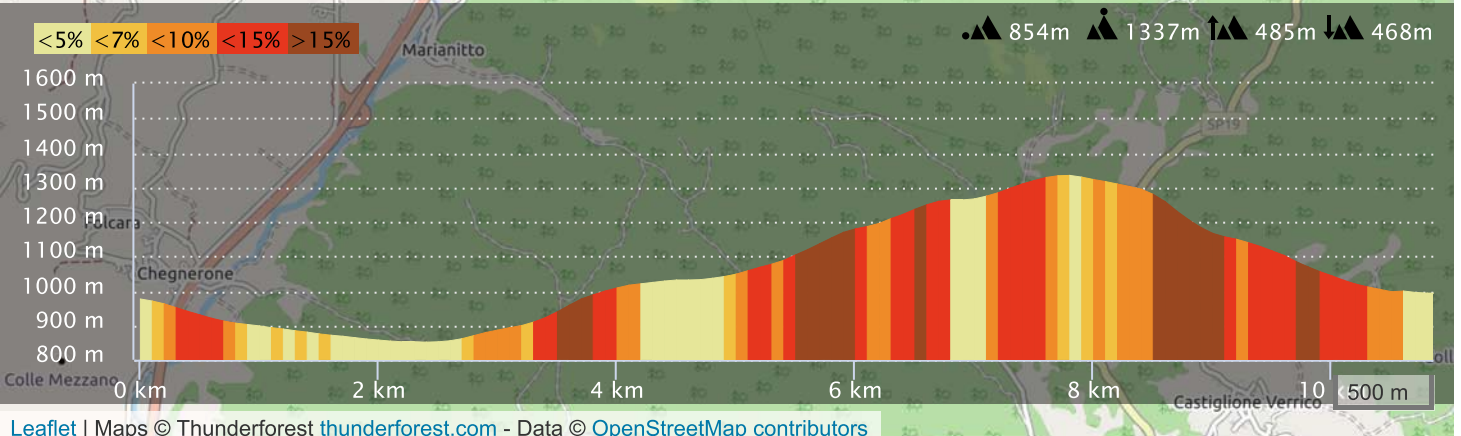 <5% <7% <10% <15% >15%
854m 1337m 485m 468m
Marianitto
1600 m
1500 m
SP19
1400 m
1300 m
1200 m
1100 m
Chegnerone
1000 m
900 m
800 m
Colle Mezzano
0 km 2 km 4 km 6 km 8 km 10
500 m
Castiglione Verrico
Leaflet | Maps © Thunderforest thunderforest.com - Data © OpenStreetMap contributors